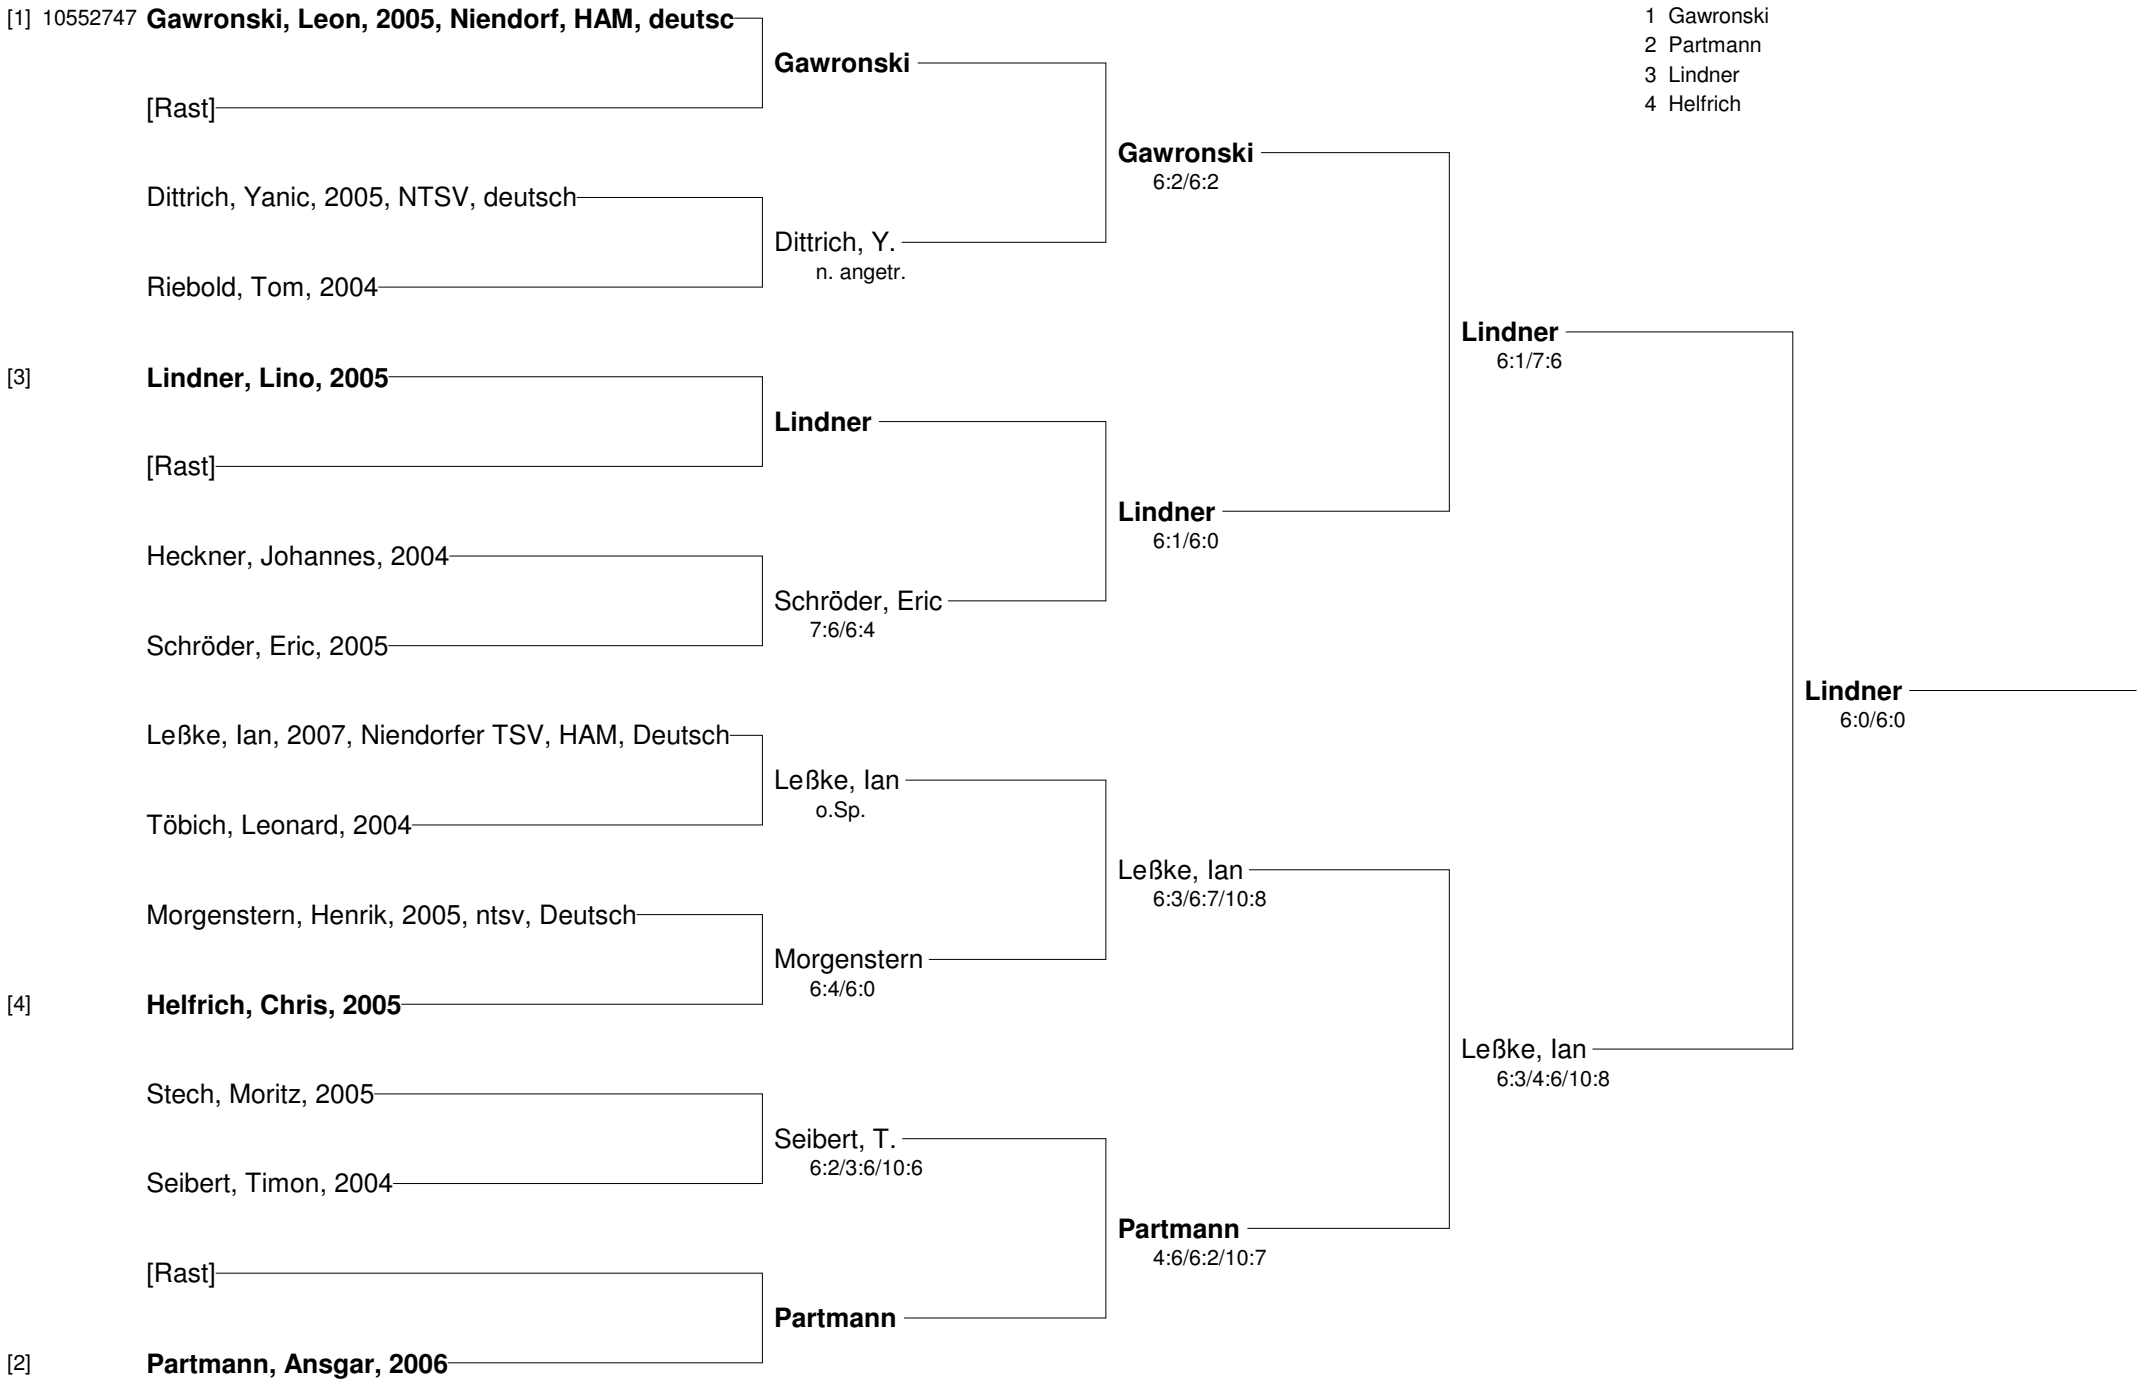 [1] 10552747 Gawronski, Leon, 2005, Niendorf, HAM, deutsc
[Rast]
Dittrich, Yanic, 2005, NTSV, deutsch
Riebold, Tom, 2004
[3] Lindner, Lino, 2005
[Rast]
Heckner, Johannes, 2004
Schröder, Eric, 2005
Leßke, Ian, 2007, Niendorfer TSV, HAM, Deutsch
Töbich, Leonard, 2004
Morgenstern, Henrik, 2005, ntsv, Deutsch
[4] Helfrich, Chris, 2005
Stech, Moritz, 2005
Seibert, Timon, 2004
[Rast]
[2] Partmann, Ansgar, 2006
Gawronski
Dittrich, Y.
n. angetr.
Lindner
Schröder, Eric
7:6/6:4
Leßke, Ian
o.Sp.
Morgenstern
6:4/6:0
Seibert, T.
6:2/3:6/10:6
Partmann
Gawronski
6:2/6:2
Lindner
6:1/6:0
Leßke, Ian
6:3/6:7/10:8
Partmann
4:6/6:2/10:7
Lindner
6:1/7:6
Leßke, Ian
6:3/4:6/10:8
Lindner
6:0/6:0
1 Gawronski
2 Partmann
3 Lindner
4 Helfrich